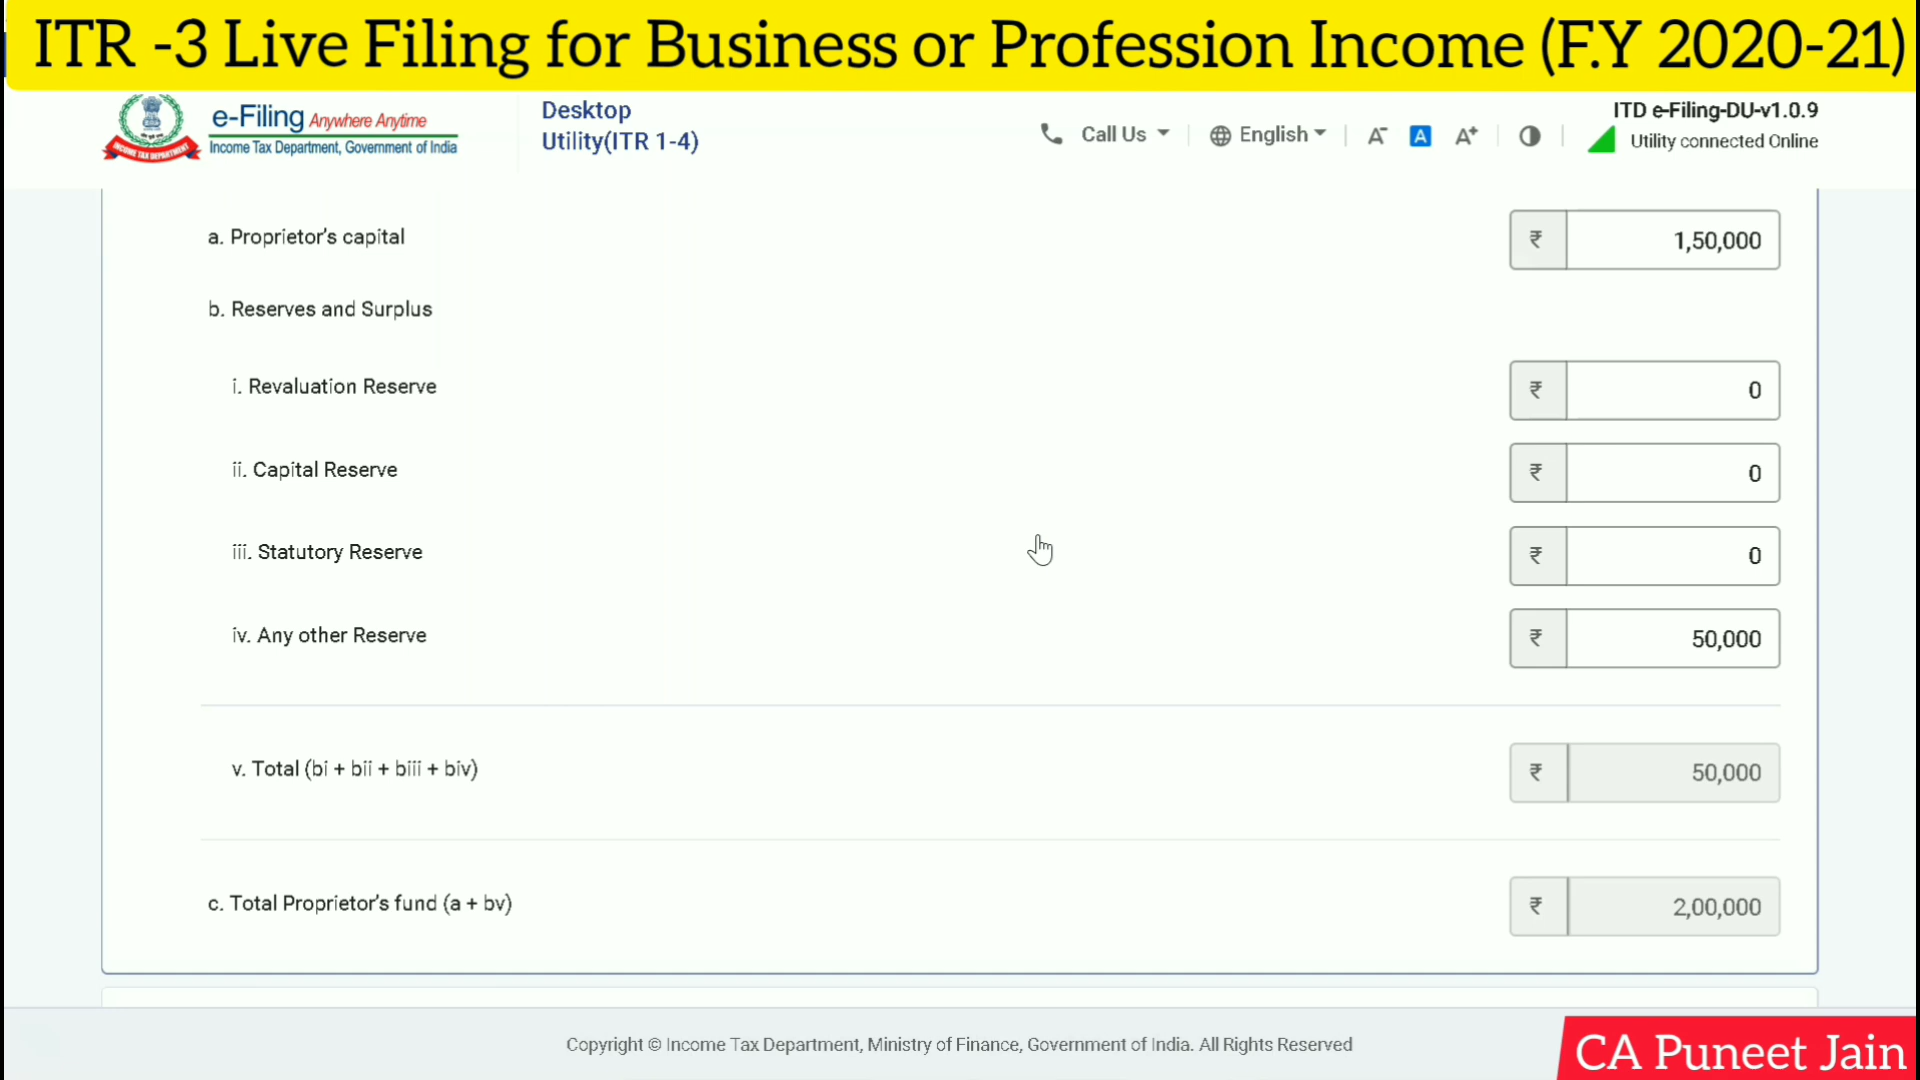 ITR -3 Live Filing for Business or Profession Income (F.Y 2020-21)
e-Filing Anywhere Anytime
Income Tax Department, Government of India
INCOME TAX DEPARTMENT
Desktop
Utility(ITR 1-4)
Call Us
English
A-
A
A+
ITD e-Filing-DU-v1.0.9
Utility connected Online
a. Proprietor's capital
₹ 1,50,000
b. Reserves and Surplus
i. Revaluation Reserve
₹ 0
ii. Capital Reserve
₹ 0
iii. Statutory Reserve
₹ 0
iv. Any other Reserve
₹ 50,000
v. Total (bi + bii + biii + biv)
₹ 50,000
c. Total Proprietor's fund (a + bv)
₹ 2,00,000
Copyright © Income Tax Department, Ministry of Finance, Government of India. All Rights Reserved
CA Puneet Jain